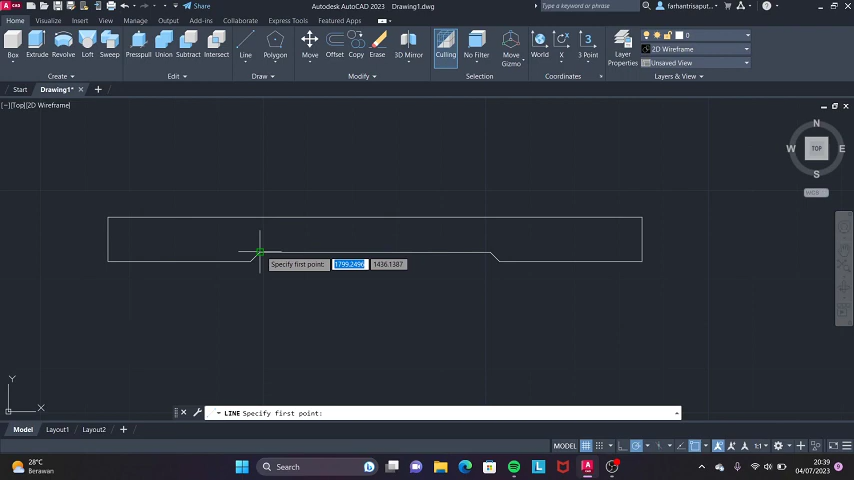 CAD
Share
Autodesk AutoCAD 2023 Drawing1.dwg
Type a keyword or phrase
farhantrisaput...
Home Visualize Insert View Manage Output Add-ins Collaborate Express Tools Featured Apps
Box Extrude Revolve Loft Sweep Presspull Union Subtract Intersect Line Polygon Move Offset Copy Erase 3D Mirror Culling No Filter Move Gizmo World X 3 Point Layer Properties
0
2D Wireframe
Unsaved View
Create Edit Draw Modify Selection Coordinates Layers & View
Start Drawing1*
[−][Top][2D Wireframe]
N
W TOP E
S
WCS
Specify first point: 1799.2496 1436.1387
Y
X
LINE Specify first point:
Model Layout1 Layout2 +
MODEL 1:1
28°C
Berawan
Search
20:39
04/07/2023